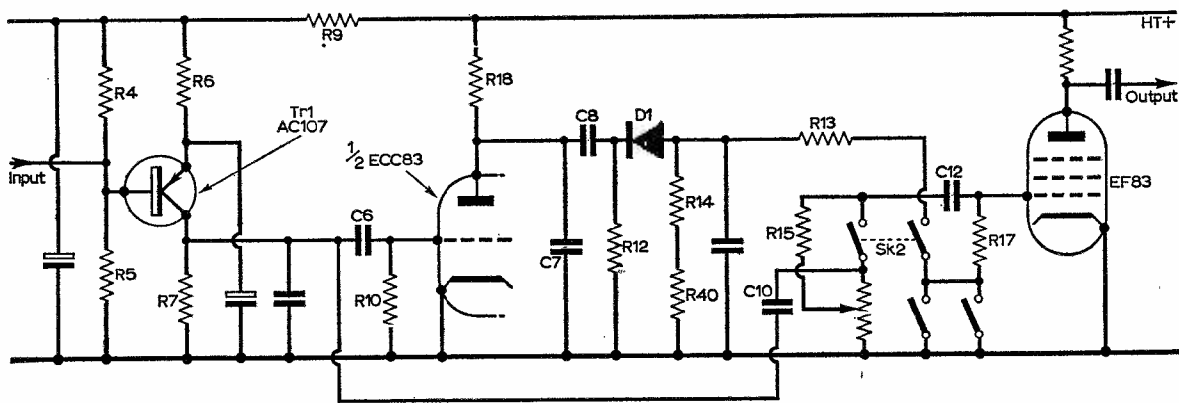 HT+
R9
R4
R6
R18
Tr1
AC107
1/2 ECC83
C8
D1
R13
Output
Input
C12
EF83
C6
R14
R15
Sk2
R17
R5
R7
R10
C7
R12
R40
C10